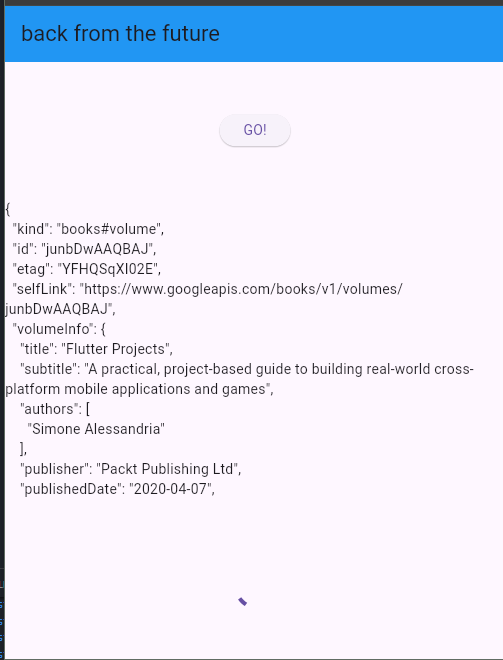 back from the future
GO!
{
"kind": "books#volume",
"id": "junbDwAAQBAJ",
"etag": "YFHQSqXI02E",
"selfLink": "https://www.googleapis.com/books/v1/volumes/
junbDwAAQBAJ",
"volumeInfo": {
"title": "Flutter Projects",
"subtitle": "A practical, project-based guide to building real-world cross-
platform mobile applications and games",
"authors": [
"Simone Alessandria"
],
"publisher": "Packt Publishing Ltd",
"publishedDate": "2020-04-07",